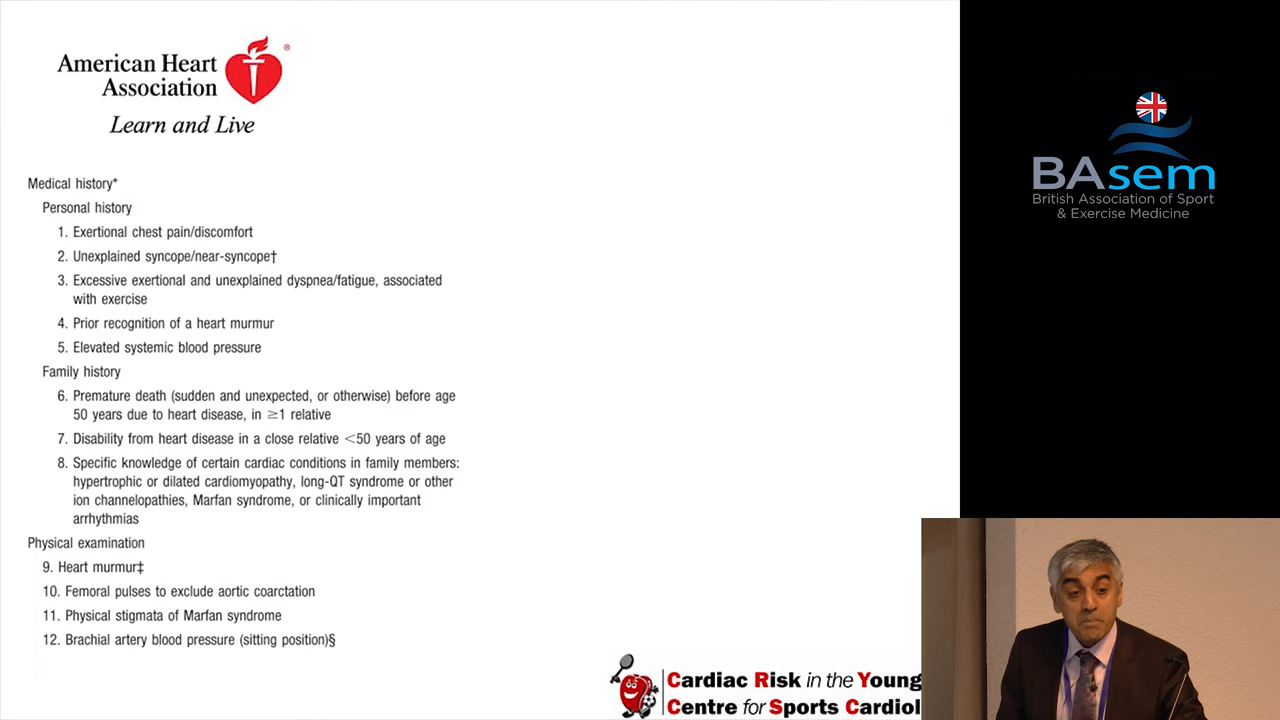 American Heart
Association
®
Learn and Live
Medical history*
Personal history
1. Exertional chest pain/discomfort
2. Unexplained syncope/near-syncope†
3. Excessive exertional and unexplained dyspnea/fatigue, associated
with exercise
4. Prior recognition of a heart murmur
5. Elevated systemic blood pressure
Family history
6. Premature death (sudden and unexpected, or otherwise) before age
50 years due to heart disease, in ≥1 relative
7. Disability from heart disease in a close relative <50 years of age
8. Specific knowledge of certain cardiac conditions in family members:
hypertrophic or dilated cardiomyopathy, long-QT syndrome or other
ion channelopathies, Marfan syndrome, or clinically important
arrhythmias
Physical examination
9. Heart murmur‡
10. Femoral pulses to exclude aortic coarctation
11. Physical stigmata of Marfan syndrome
12. Brachial artery blood pressure (sitting position)§
Cardiac Risk in the Young
Centre for Sports Cardiol
BAsem
British Association of Sport
& Exercise Medicine